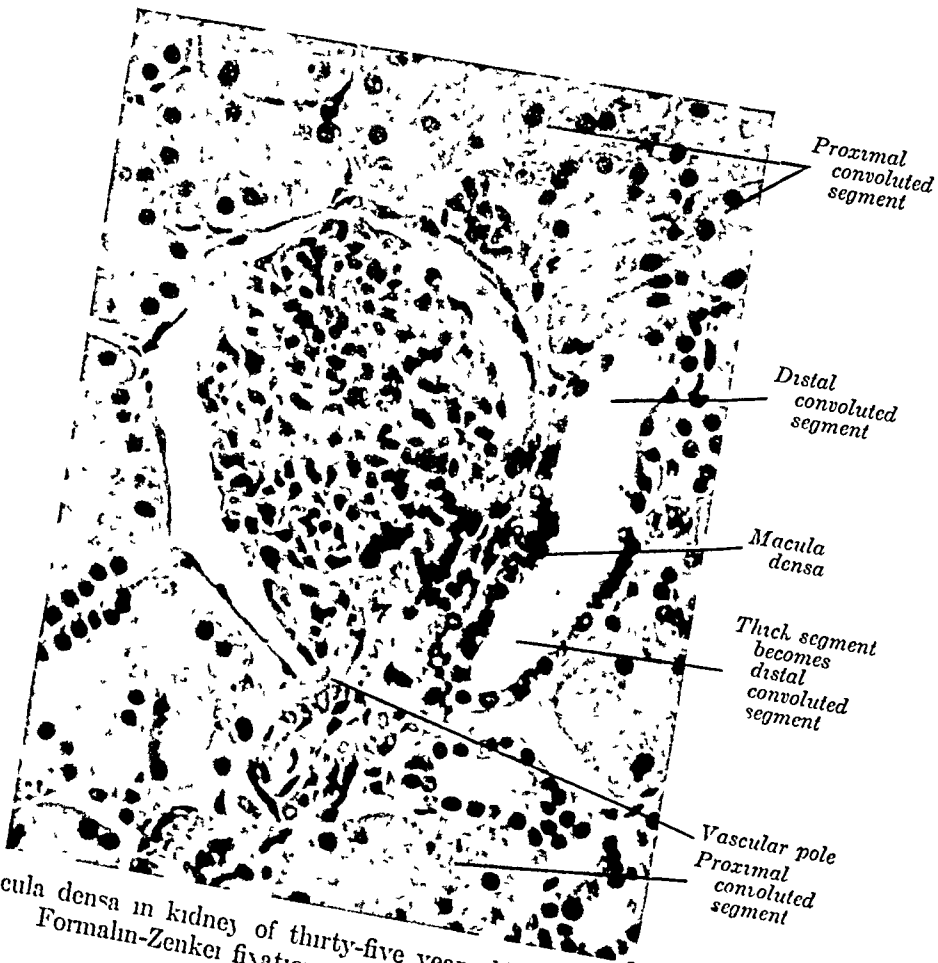 Proximal
convoluted
segment
Distal
convoluted
segment
Macula
densa
Thick segment
becomes
distal
convoluted
segment
Vascular pole
Proximal
convoluted
segment
cula densa in kidney of thirty-five year
Formalin-Zenker